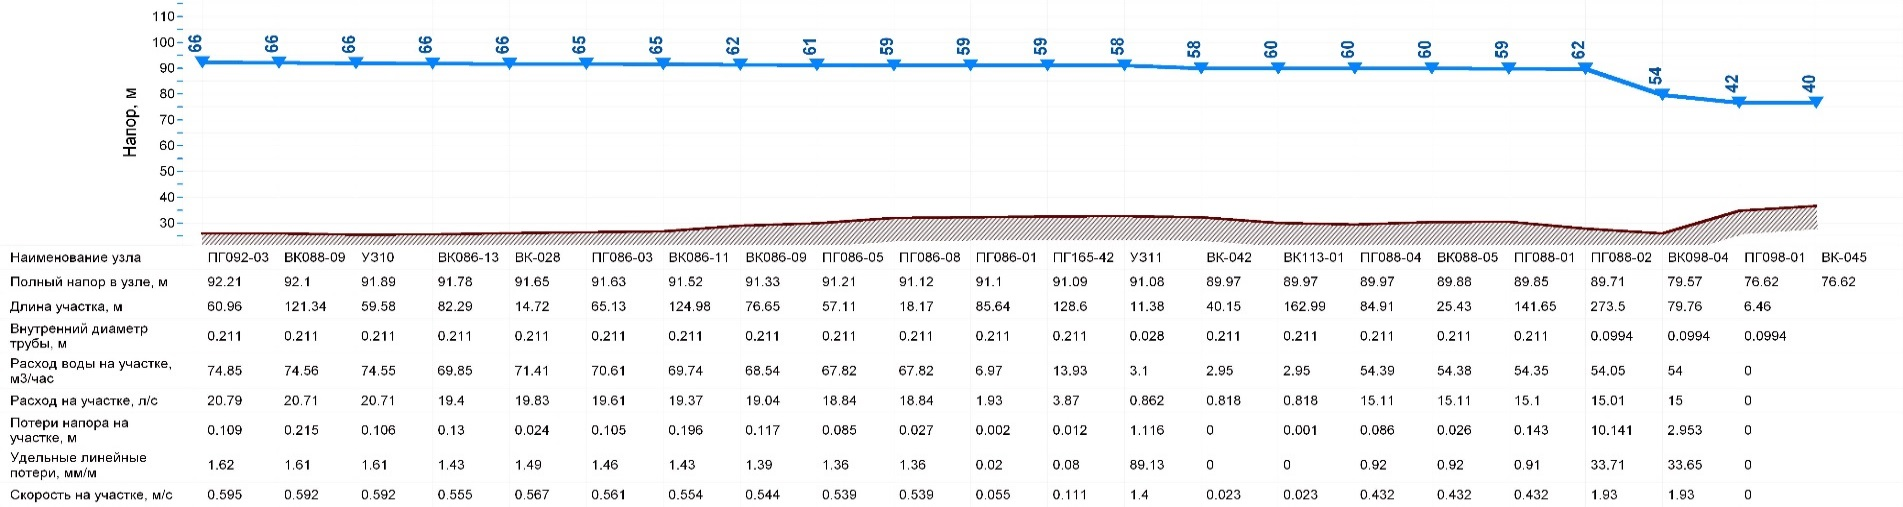 110
100
90
80
70
60
50
40
30
Напор, м
66 66 66 66 66 65 65 62 61 59 59 59 58 58 60 60 60 59 62 54 42 40
Наименование узла ПГ092-03 ВК088-09 УЗ10 ВК086-13 ВК-028 ПГ086-03 ВК086-11 ВК086-09 ПГ086-05 ПГ086-08 ПГ086-01 ПГ165-42 УЗ11 ВК-042 ВК113-01 ПГ088-04 ВК088-05 ПГ088-01 ПГ088-02 ВК098-04 ПГ098-01 ВК-045
Полный напор в узле, м 92.21 92.1 91.89 91.78 91.65 91.63 91.52 91.33 91.21 91.12 91.1 91.09 91.08 89.97 89.97 89.97 89.88 89.85 89.71 79.57 76.62 76.62
Длина участка, м 60.96 121.34 59.58 82.29 14.72 65.13 124.98 76.65 57.11 18.17 85.64 128.6 11.38 40.15 162.99 84.91 25.43 141.65 273.5 79.76 6.46
Внутренний диаметр
трубы, м 0.211 0.211 0.211 0.211 0.211 0.211 0.211 0.211 0.211 0.211 0.211 0.211 0.028 0.211 0.211 0.211 0.211 0.211 0.0994 0.0994 0.0994
Расход воды на участке,
м3/час 74.85 74.56 74.55 69.85 71.41 70.61 69.74 68.54 67.82 67.82 6.97 13.93 3.1 2.95 2.95 54.39 54.38 54.35 54.05 54 0
Расход на участке, л/с 20.79 20.71 20.71 19.4 19.83 19.61 19.37 19.04 18.84 18.84 1.93 3.87 0.862 0.818 0.818 15.11 15.11 15.1 15.01 15 0
Потери напора на
участке, м 0.109 0.215 0.106 0.13 0.024 0.105 0.196 0.117 0.085 0.027 0.002 0.012 1.116 0 0.001 0.086 0.026 0.143 10.141 2.953 0
Удельные линейные
потери, мм/м 1.62 1.61 1.61 1.43 1.49 1.46 1.43 1.39 1.36 1.36 0.02 0.08 89.13 0 0 0.92 0.92 0.91 33.71 33.65 0
Скорость на участке, м/с 0.595 0.592 0.592 0.555 0.567 0.561 0.554 0.544 0.539 0.539 0.055 0.111 1.4 0.023 0.023 0.432 0.432 0.432 1.93 1.93 0